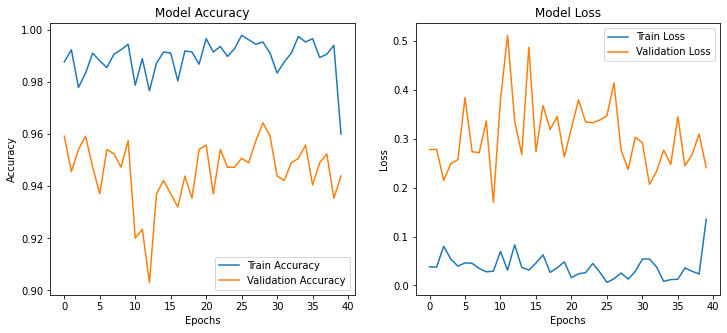 Model Accuracy
1.00
0.98
0.96
0.94
0.92
0.90
Accuracy
0 5 10 15 20 25 30 35 40
Epochs
Train Accuracy
Validation Accuracy
Model Loss
0.5
0.4
0.3
0.2
0.1
0.0
Loss
0 5 10 15 20 25 30 35 40
Epochs
Train Loss
Validation Loss